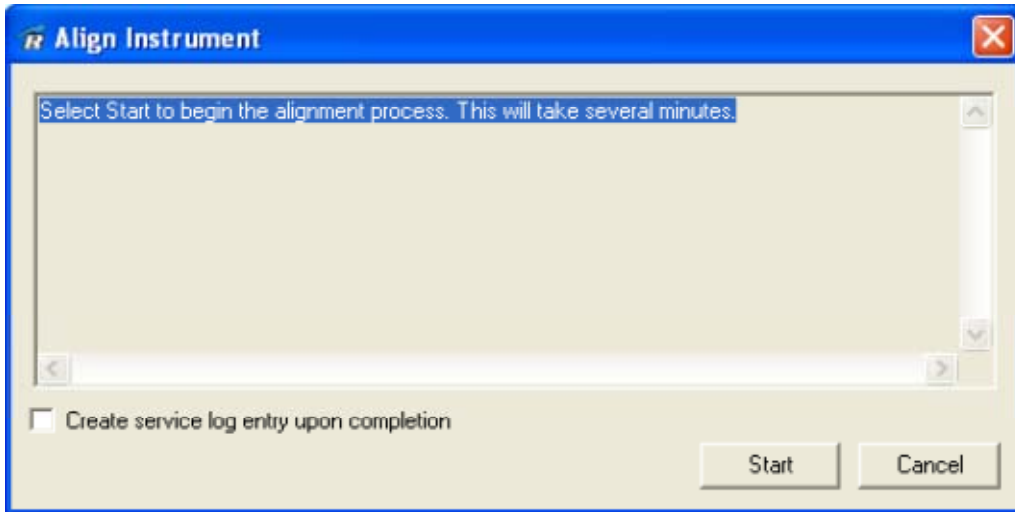 Align Instrument
Select Start to begin the alignment process. This will take several minutes.
Create service log entry upon completion
Start Cancel